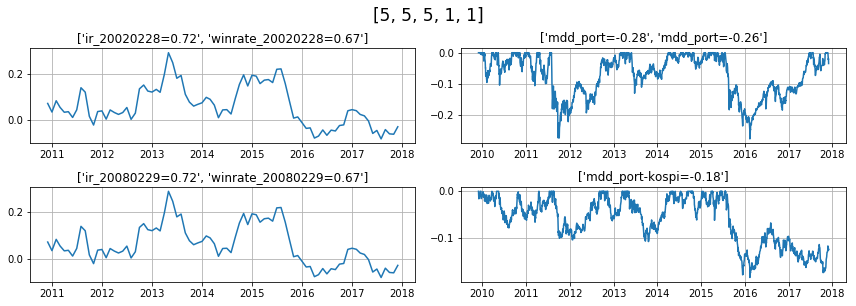 [5, 5, 5, 1, 1]
['ir_20020228=0.72', 'winrate_20020228=0.67']
0.2
0.0
2011 2012 2013 2014 2015 2016 2017 2018
['mdd_port=-0.28', 'mdd_port=-0.26']
0.0
−0.1
−0.2
2010 2011 2012 2013 2014 2015 2016 2017 2018
['ir_20080229=0.72', 'winrate_20080229=0.67']
0.2
0.0
2011 2012 2013 2014 2015 2016 2017 2018
['mdd_port-kospi=-0.18']
0.0
−0.1
2010 2011 2012 2013 2014 2015 2016 2017 2018